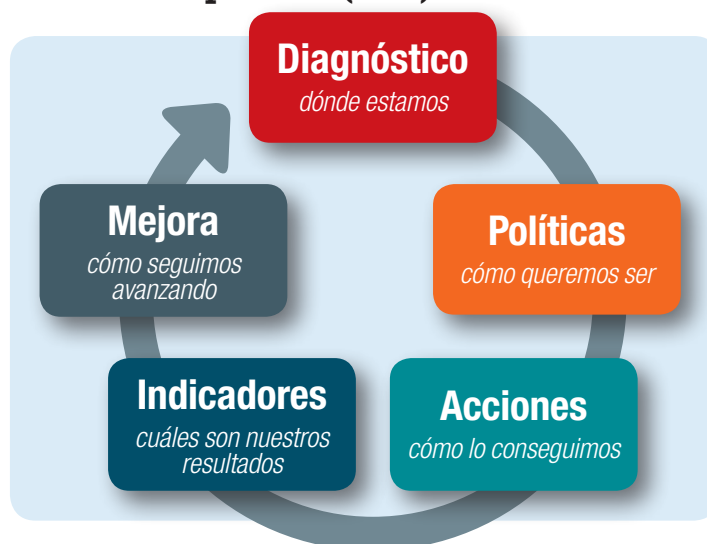 Diagnóstico
dónde estamos
Políticas
cómo queremos ser
Acciones
cómo lo conseguimos
Indicadores
cuáles son nuestros
resultados
Mejora
cómo seguimos
avanzando